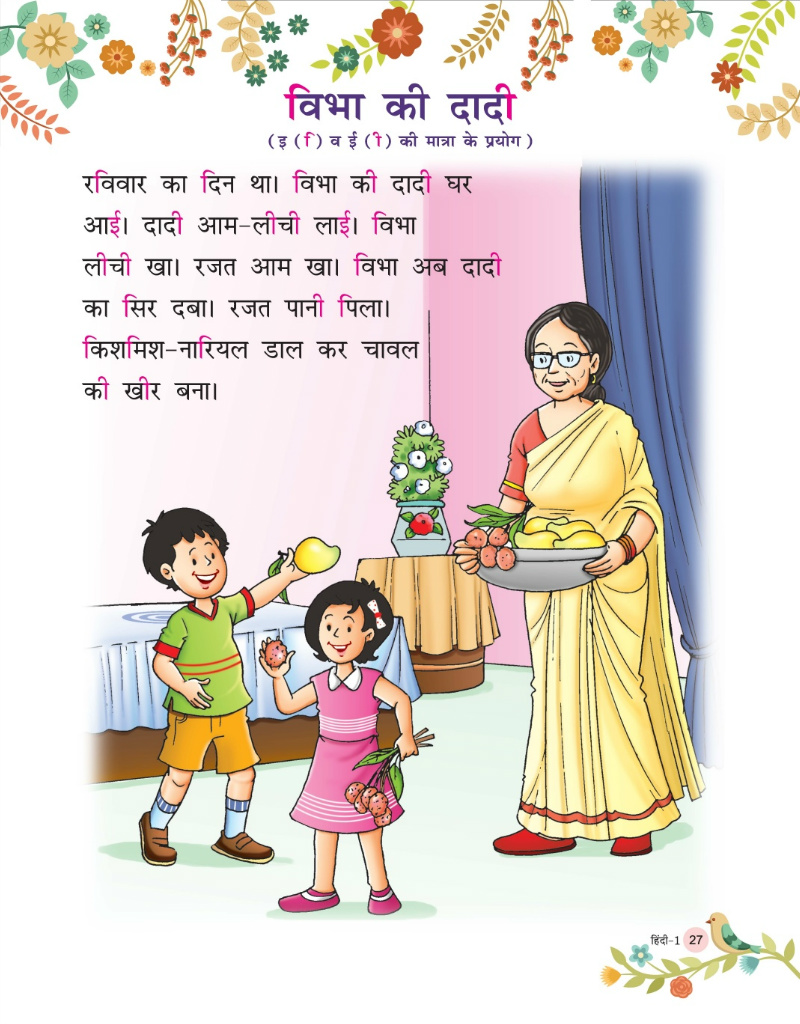 विभा की दादी
( इ ( ि) व ई ( ी) की मात्रा के प्रयोग )
रविवार का दिन था। विभा की दादी घर
आई। दादी आम-लीची लाई। विभा
लीची खा। रजत आम खा। विभा अब दादी
का सिर दबा। रजत पानी पिला।
किशमिश-नारियल डाल कर चावल
की खीर बना।
हिंदी-1 27